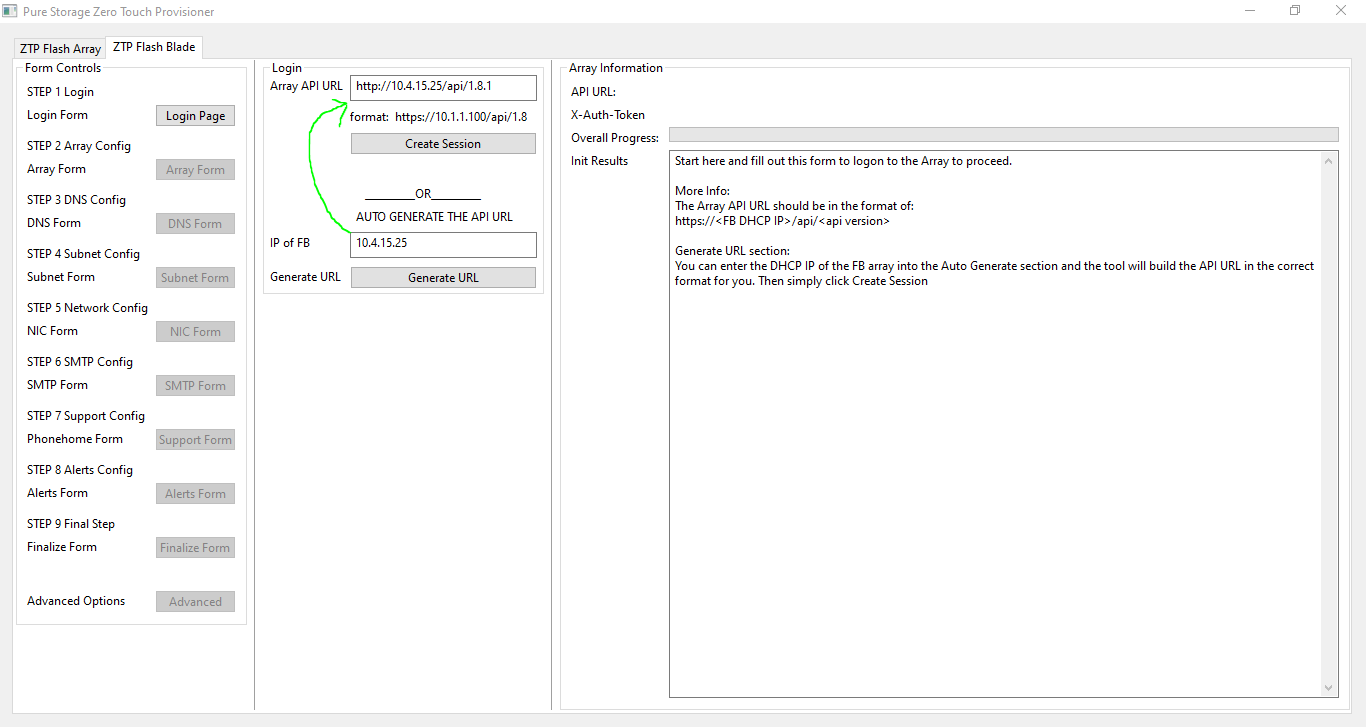 Pure Storage Zero Touch Provisioner
ZTP Flash Array
ZTP Flash Blade
Form Controls
STEP 1 Login
Login Form
Login Page
STEP 2 Array Config
Array Form
Array Form
STEP 3 DNS Config
DNS Form
DNS Form
STEP 4 Subnet Config
Subnet Form
Subnet Form
STEP 5 Network Config
NIC Form
NIC Form
STEP 6 SMTP Config
SMTP Form
SMTP Form
STEP 7 Support Config
Phonehome Form
Support Form
STEP 8 Alerts Config
Alerts Form
Alerts Form
STEP 9 Final Step
Finalize Form
Finalize Form
Advanced Options
Advanced
Login
Array API URL
http://10.4.15.25/api/1.8.1
format: https://10.1.1.100/api/1.8
Create Session
________OR________
AUTO GENERATE THE API URL
IP of FB
10.4.15.25
Generate URL
Generate URL
Array Information
API URL:
X-Auth-Token
Overall Progress:
Init Results
Start here and fill out this form to logon to the Array to proceed.
More Info:
The Array API URL should be in the format of:
https://<FB DHCP IP>/api/<api version>
Generate URL section:
You can enter the DHCP IP of the FB array into the Auto Generate section and the tool will build the API URL in the correct
format for you. Then simply click Create Session